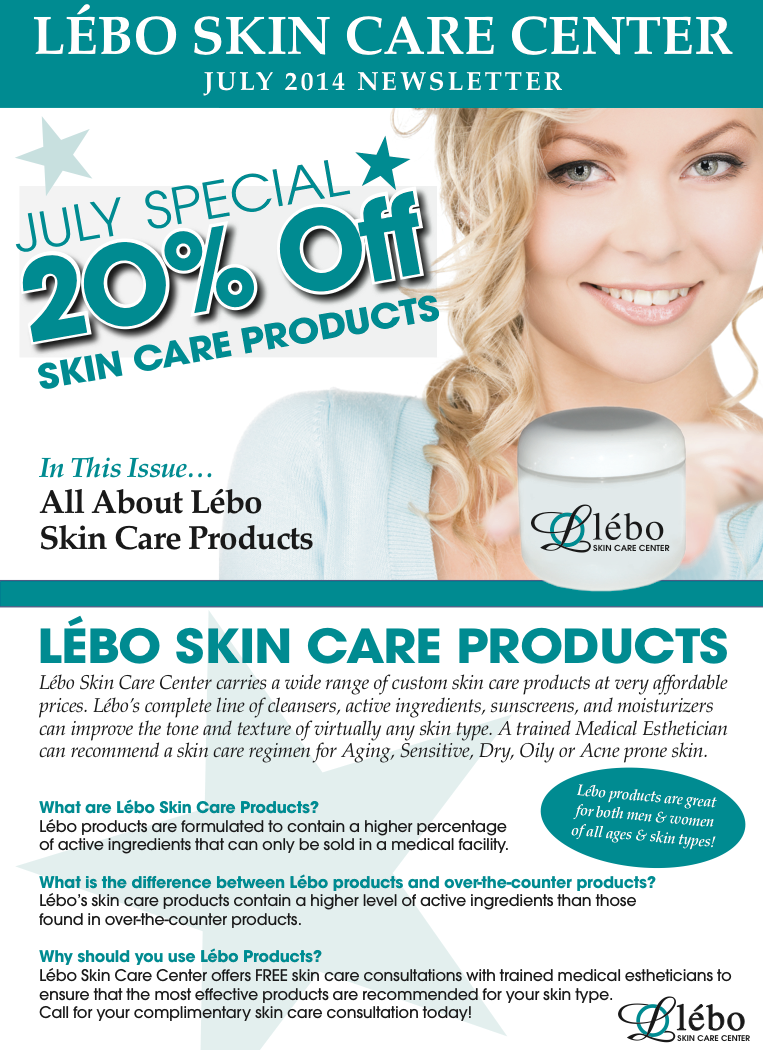 LÉBO SKIN CARE CENTER
JULY 2014 NEWSLETTER
JULY SPECIAL
20% Off
SKIN CARE PRODUCTS
In This Issue…
All About Lébo
Skin Care Products
L lébo
SKIN CARE CENTER
LÉBO SKIN CARE PRODUCTS
Lébo Skin Care Center carries a wide range of custom skin care products at very affordable
prices. Lébo’s complete line of cleansers, active ingredients, sunscreens, and moisturizers
can improve the tone and texture of virtually any skin type. A trained Medical Esthetician
can recommend a skin care regimen for Aging, Sensitive, Dry, Oily or Acne prone skin.
Lébo products are great
for both men & women
of all ages & skin types!
What are Lébo Skin Care Products?
Lébo products are formulated to contain a higher percentage
of active ingredients that can only be sold in a medical facility.
What is the difference between Lébo products and over-the-counter products?
Lébo’s skin care products contain a higher level of active ingredients than those
found in over-the-counter products.
Why should you use Lébo Products?
Lébo Skin Care Center offers FREE skin care consultations with trained medical estheticians to
ensure that the most effective products are recommended for your skin type.
Call for your complimentary skin care consultation today!
L lébo
SKIN CARE CENTER